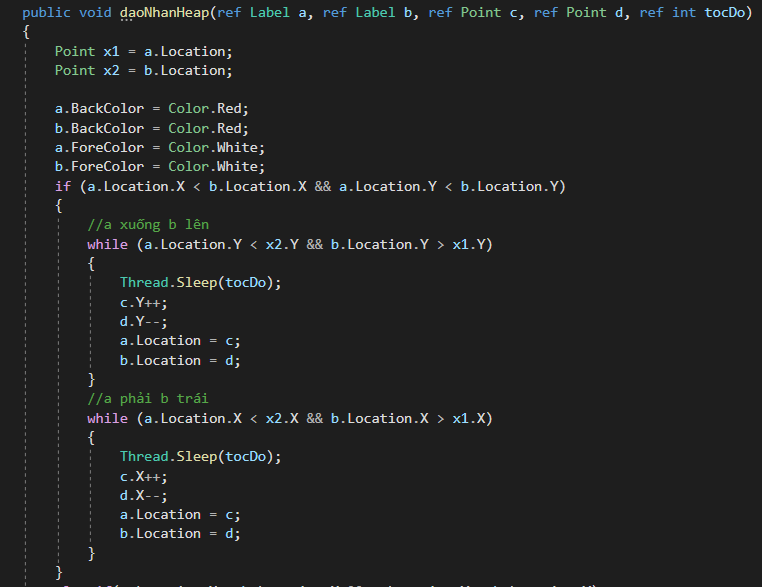 public void daoNhanHeap(ref Label a, ref Label b, ref Point c, ref Point d, ref int tocDo)
{
Point x1 = a.Location;
Point x2 = b.Location;
a.BackColor = Color.Red;
b.BackColor = Color.Red;
a.ForeColor = Color.White;
b.ForeColor = Color.White;
if (a.Location.X < b.Location.X && a.Location.Y < b.Location.Y)
{
//a xuống b lên
while (a.Location.Y < x2.Y && b.Location.Y > x1.Y)
{
Thread.Sleep(tocDo);
c.Y++;
d.Y--;
a.Location = c;
b.Location = d;
}
//a phải b trái
while (a.Location.X < x2.X && b.Location.X > x1.X)
{
Thread.Sleep(tocDo);
c.X++;
d.X--;
a.Location = c;
b.Location = d;
}
}